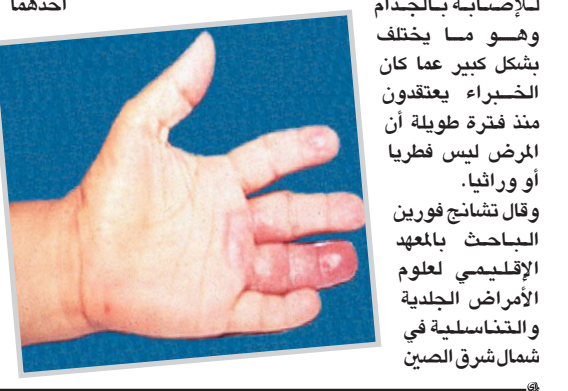 للإصابة بالجذام
وهو ما يختلف
بشكل كبير عما كان
الخبراء يعتقدون
منذ فترة طويلة أن
المرض ليس فطريا
أو وراثيا.
وقال تشانج فورين
الباحث بالمعهد
الإقليمي لعلوم
الأمراض الجلدية
والتناسلية في
شمال شرق الصين
أحدهما